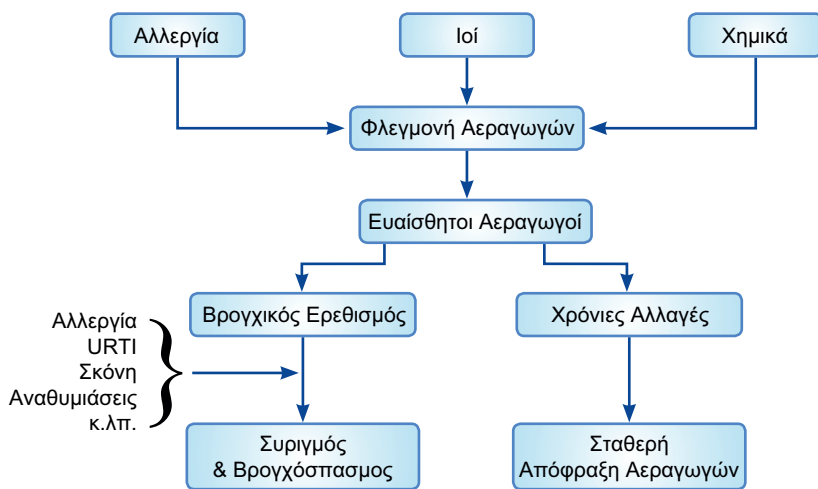 Αλλεργία
Ιοί
Χημικά
Φλεγμονή Αεραγωγών
Ευαίσθητοι Αεραγωγοί
Βρογχικός Ερεθισμός
Χρόνιες Αλλαγές
Αλλεργία
URTI
Σκόνη
Αναθυμιάσεις
κ.λπ.
Συριγμός
& Βρογχόσπασμος
Σταθερή
Απόφραξη Αεραγωγών